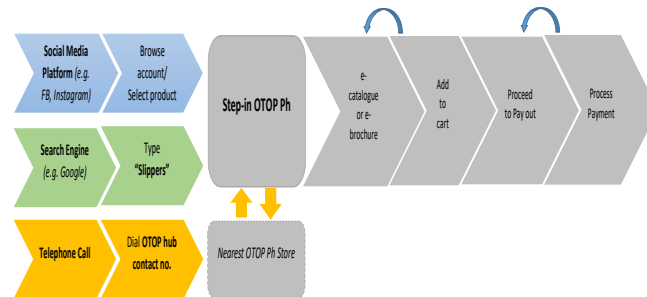 Social Media
Platform (e.g.
FB, Instagram)
Browse
account/
Select product
Step-in OTOP Ph
e-
catalogue
or e-
brochure
Add
to
cart
Proceed
to Pay out
Process
Payment
Search Engine
(e.g. Google)
Type
“Slippers”
Telephone Call
Dial OTOP hub
contact no.
Nearest OTOP Ph Store